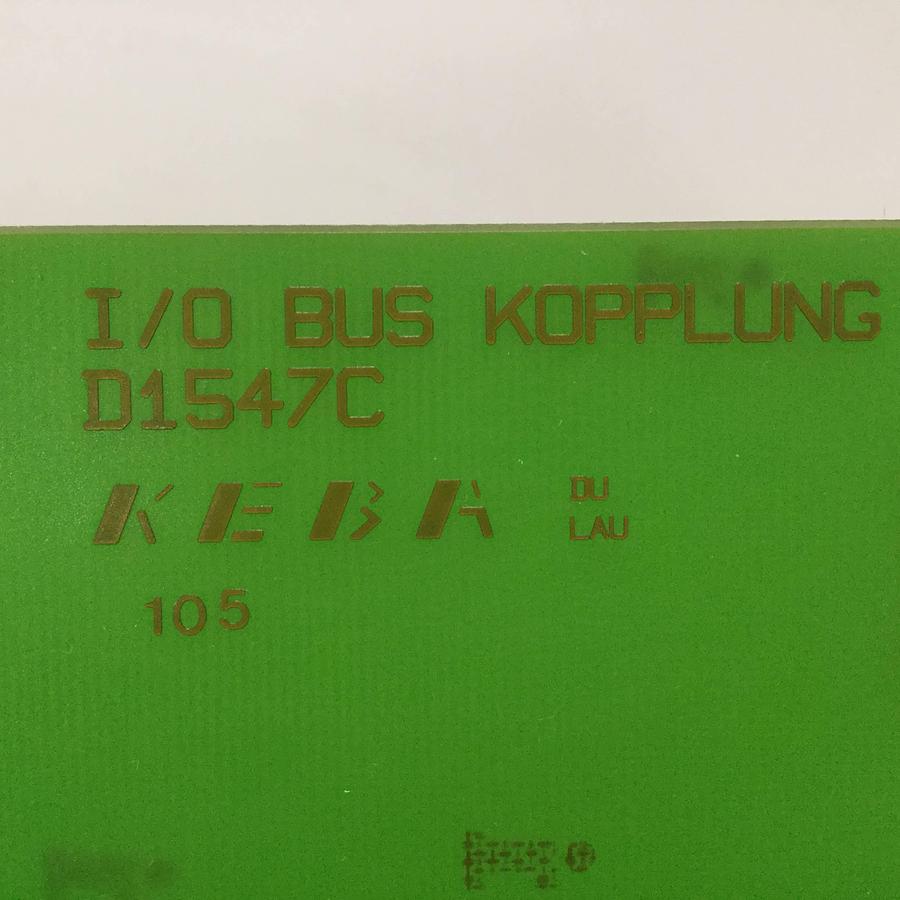 I/O BUS KOPPLUNG
D1547C
KEBA
DU
LAU
105